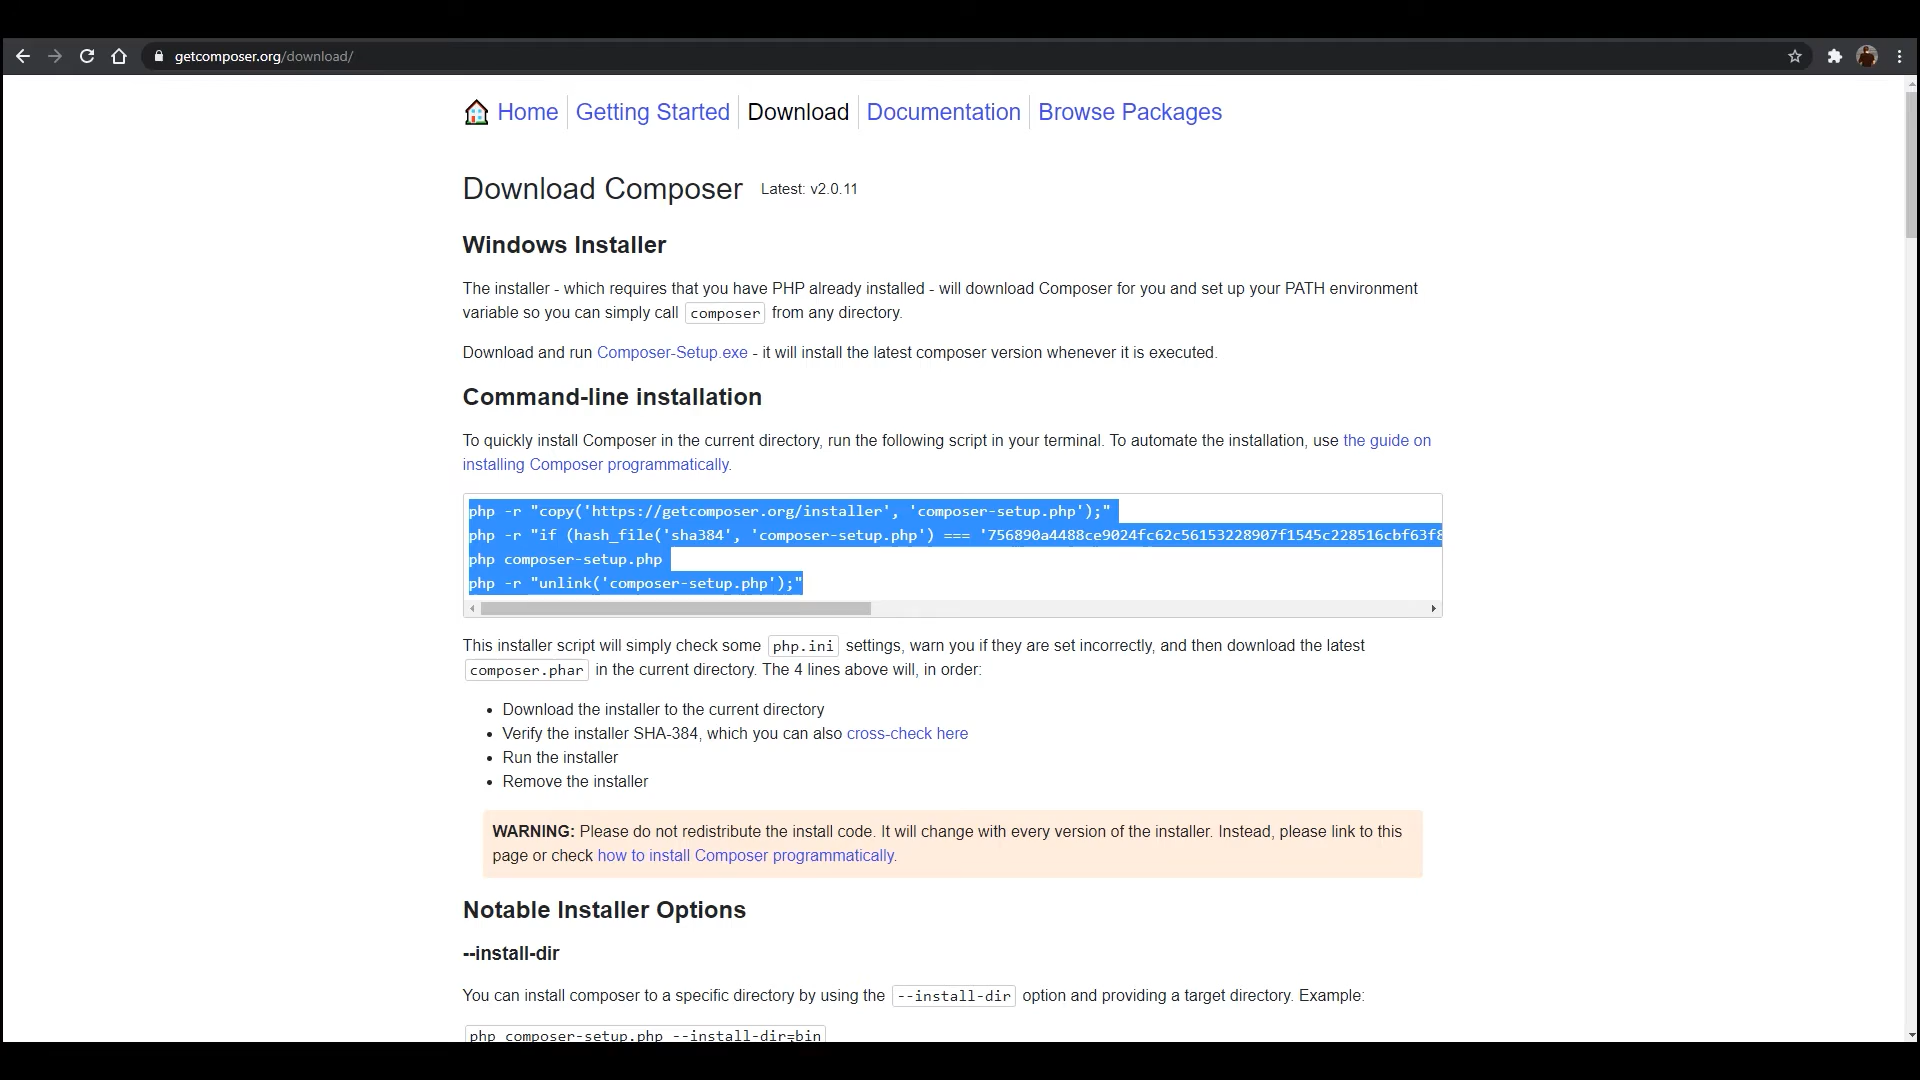 getcomposer.org/download/
Home Getting Started Download Documentation Browse Packages
Download Composer Latest: v2.0.11
Windows Installer
The installer - which requires that you have PHP already installed - will download Composer for you and set up your PATH environment
variable so you can simply call composer from any directory.
Download and run Composer-Setup.exe - it will install the latest composer version whenever it is executed.
Command-line installation
To quickly install Composer in the current directory, run the following script in your terminal. To automate the installation, use the guide on
installing Composer programmatically.
php -r "copy('https://getcomposer.org/installer', 'composer-setup.php');"
php -r "if (hash_file('sha384', 'composer-setup.php') === '756890a4488ce9024fc62c56153228907f1545c228516cbf63f8
php composer-setup.php
php -r "unlink('composer-setup.php');"
This installer script will simply check some php.ini settings, warn you if they are set incorrectly, and then download the latest
composer.phar in the current directory. The 4 lines above will, in order:
• Download the installer to the current directory
• Verify the installer SHA-384, which you can also cross-check here
• Run the installer
• Remove the installer
WARNING: Please do not redistribute the install code. It will change with every version of the installer. Instead, please link to this
page or check how to install Composer programmatically.
Notable Installer Options
--install-dir
You can install composer to a specific directory by using the --install-dir option and providing a target directory. Example:
php composer-setup.php --install-dir=bin